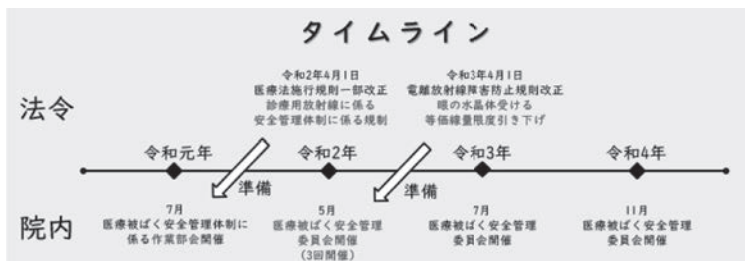 タイムライン
法令
令和2年4月1日
医療法施行規則一部改正
診療用放射線に係る
安全管理体制に係る規制
令和3年4月1日
電離放射線障害防止規則改正
眼の水晶体受ける
等価線量限度引き下げ
令和元年
令和2年
令和3年
令和4年
準備
準備
院内
7月
医療被ばく安全管理体制に
係る作業部会開催
5月
医療被ばく安全管理
委員会開催
(3回開催)
7月
医療被ばく安全管理
委員会開催
11月
医療被ばく安全管理
委員会開催